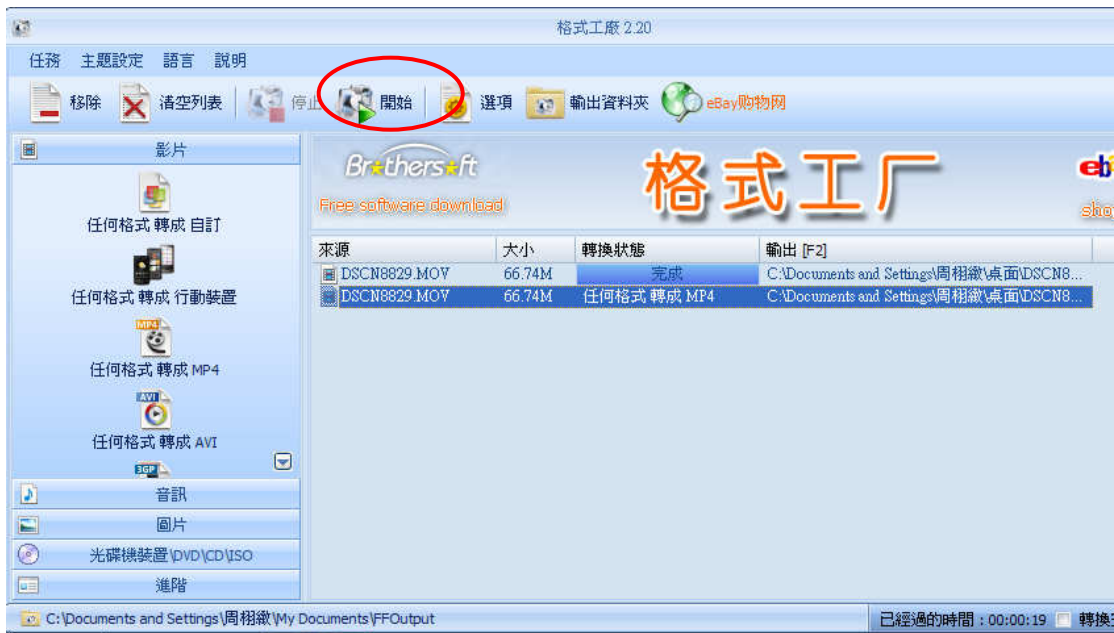 格式工廠 2.20
任務 主題設定 語言 說明
移除 清空列表 停止 開始 選項 輸出資料夾 eBay购物网
影片
任何格式 轉成 自訂
任何格式 轉成 行動裝置
MP4
任何格式 轉成 MP4
AVI
任何格式 轉成 AVI
3GP
音訊
圖片
光碟機裝置\DVD\CD\ISO
進階
Brothersoft
Free software download
格式工厂
eb
sho
來源 大小 轉換狀態 輸出 [F2]
DSCN8829.MOV 66.74M 完成 C:\Documents and Settings\周栩緻\桌面\DSCN8...
DSCN8829.MOV 66.74M 任何格式 轉成 MP4 C:\Documents and Settings\周栩緻\桌面\DSCN8...
C:\Documents and Settings\周栩緻\My Documents\FFOutput
已經過的時間 : 00:00:19 轉換